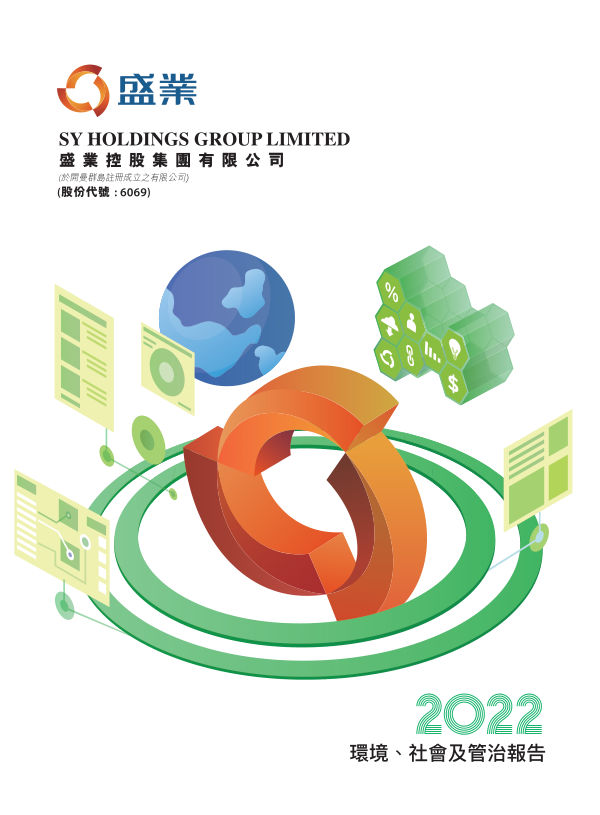 盛業
SY HOLDINGS GROUP LIMITED
盛業控股集團有限公司
(於開曼群島註冊成立之有限公司)
(股份代號 : 6069)
%
$
2022
環境、社會及管治報告